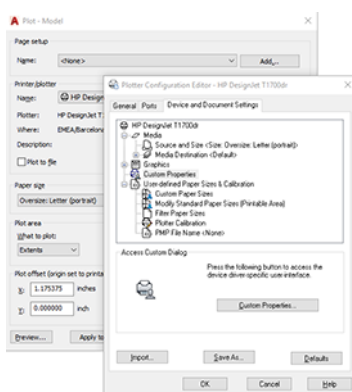 Plot - Model
Page setup
Name:
<None>
Add...
Printer/plotter
Name:
HP Design
Plotter:
HP DesignJet T1
Where:
EMEA/Barcelon
Description:
Plot to file
Paper size
Oversize: Letter (portrait)
Plot area
What to plot:
Extents
Plot offset (origin set to printa
X:
1.175375
inches
Y:
0.000000
inch
Preview...
Apply to
Plotter Configuration Editor - HP DesignJet T1700dr
General
Ports
Device and Document Settings
HP DesignJet T1700dr
Media
Source and Size <Size: Oversize: Letter (portrait)>
Media Destination <Default>
Graphics
Custom Properties
User-defined Paper Sizes & Calibration
Custom Paper Sizes
Modify Standard Paper Sizes (Printable Area)
Filter Paper Sizes
Plotter Calibration
PMP File Name <None>
Access Custom Dialog
Press the following button to access the
device driver-specific user-interface.
Custom Properties...
Import...
Save As...
Defaults
OK
Cancel
Help